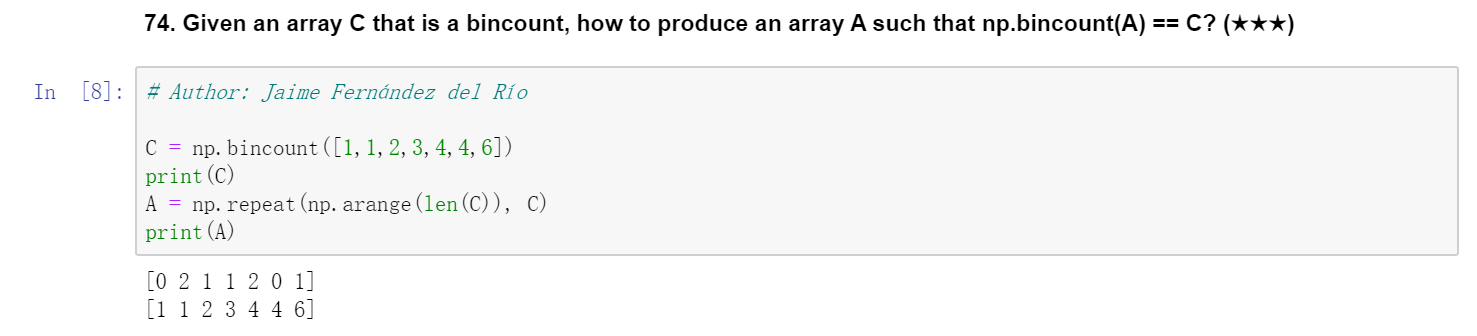 74. Given an array C that is a bincount, how to produce an array A such that np.bincount(A) == C? (★★★)
In [8]:
# Author: Jaime Fernández del Río
C = np.bincount([1,1,2,3,4,4,6])
print(C)
A = np.repeat(np.arange(len(C)), C)
print(A)
[0 2 1 1 2 0 1]
[1 1 2 3 4 4 6]